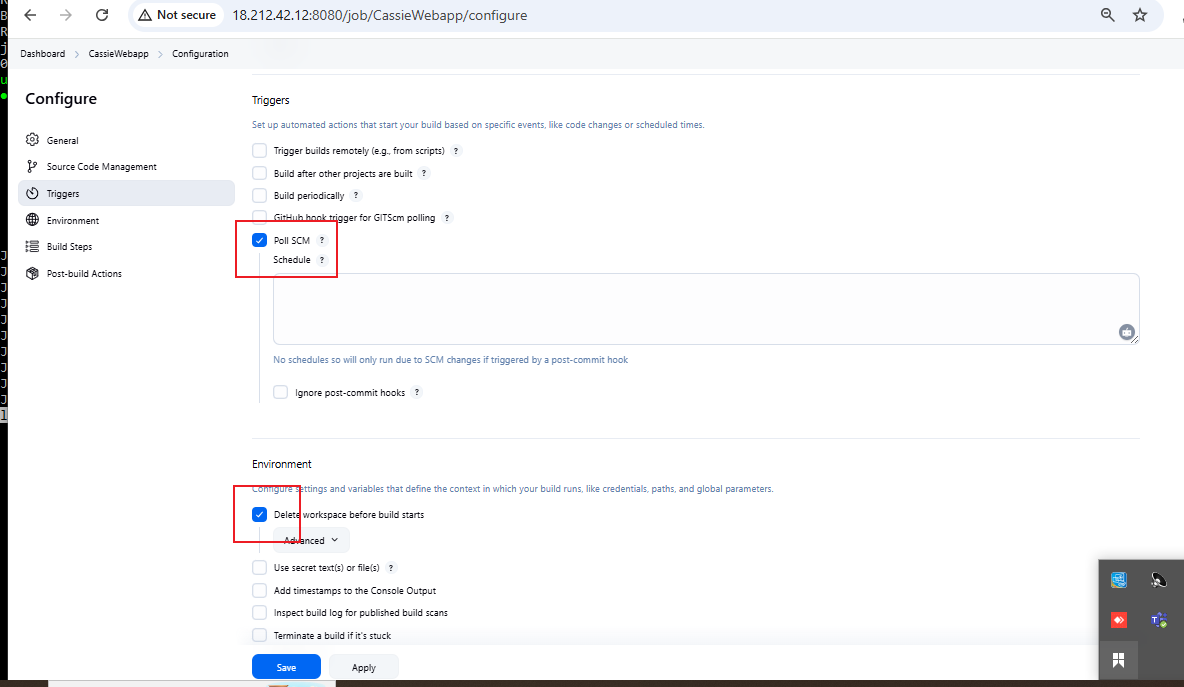 Not secure 18.212.42.12:8080/job/CassieWebapp/configure
Dashboard > CassieWebapp > Configuration
Configure
General
Source Code Management
Triggers
Environment
Build Steps
Post-build Actions
Triggers
Set up automated actions that start your build based on specific events, like code changes or scheduled times.
Trigger builds remotely (e.g., from scripts) ?
Build after other projects are built ?
Build periodically ?
GitHub hook trigger for GITScm polling ?
Poll SCM ?
Schedule ?
No schedules so will only run due to SCM changes if triggered by a post-commit hook
Ignore post-commit hooks ?
Environment
Configure settings and variables that define the context in which your build runs, like credentials, paths, and global parameters.
Delete workspace before build starts
Advanced
Use secret text(s) or file(s) ?
Add timestamps to the Console Output
Inspect build log for published build scans
Terminate a build if it's stuck
Save Apply